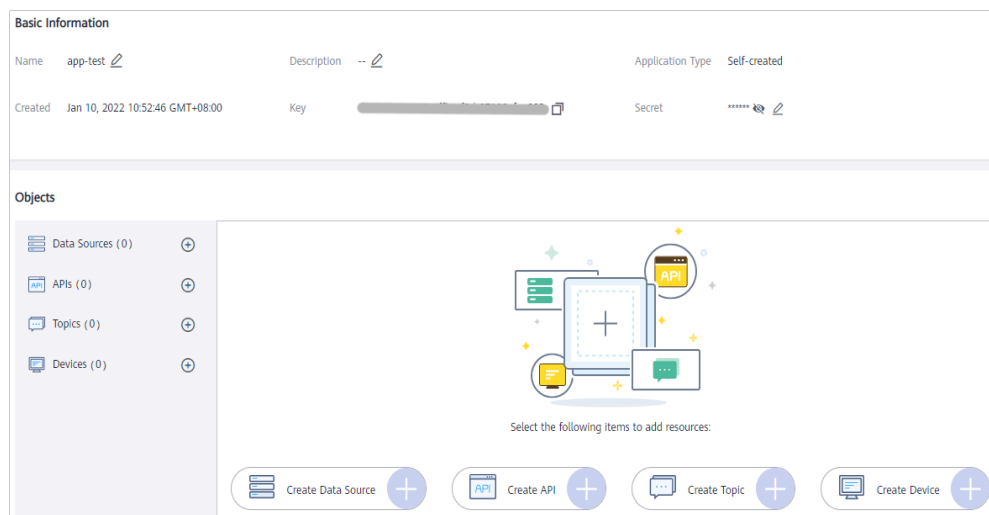 Basic Information
Name app-test Description -- Application Type Self-created
Created Jan 10, 2022 10:52:46 GMT+08:00 Key Secret ******
Objects
Data Sources (0)
APIs (0)
Topics (0)
Devices (0)
API
API
Select the following items to add resources:
Create Data Source API Create API Create Topic Create Device